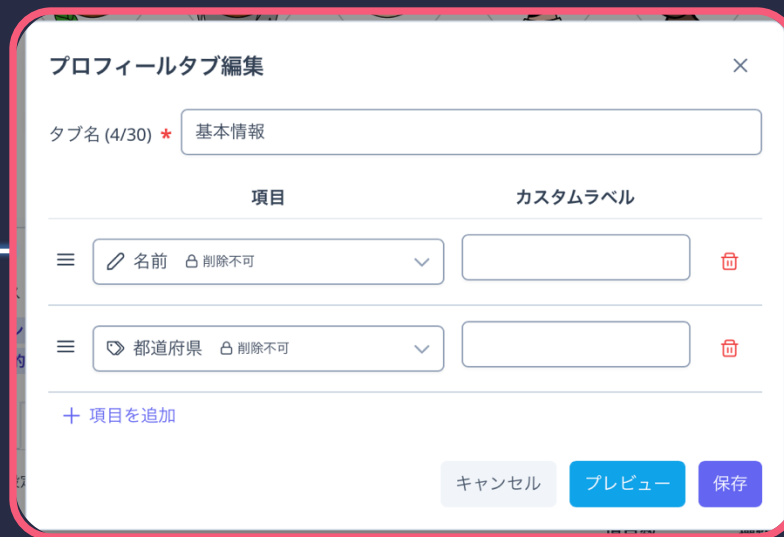 プロフィールタブ編集
タブ名 (4/30) * 基本情報
項目 カスタムラベル
名前 削除不可
都道府県 削除不可
+ 項目を追加
キャンセル プレビュー 保存